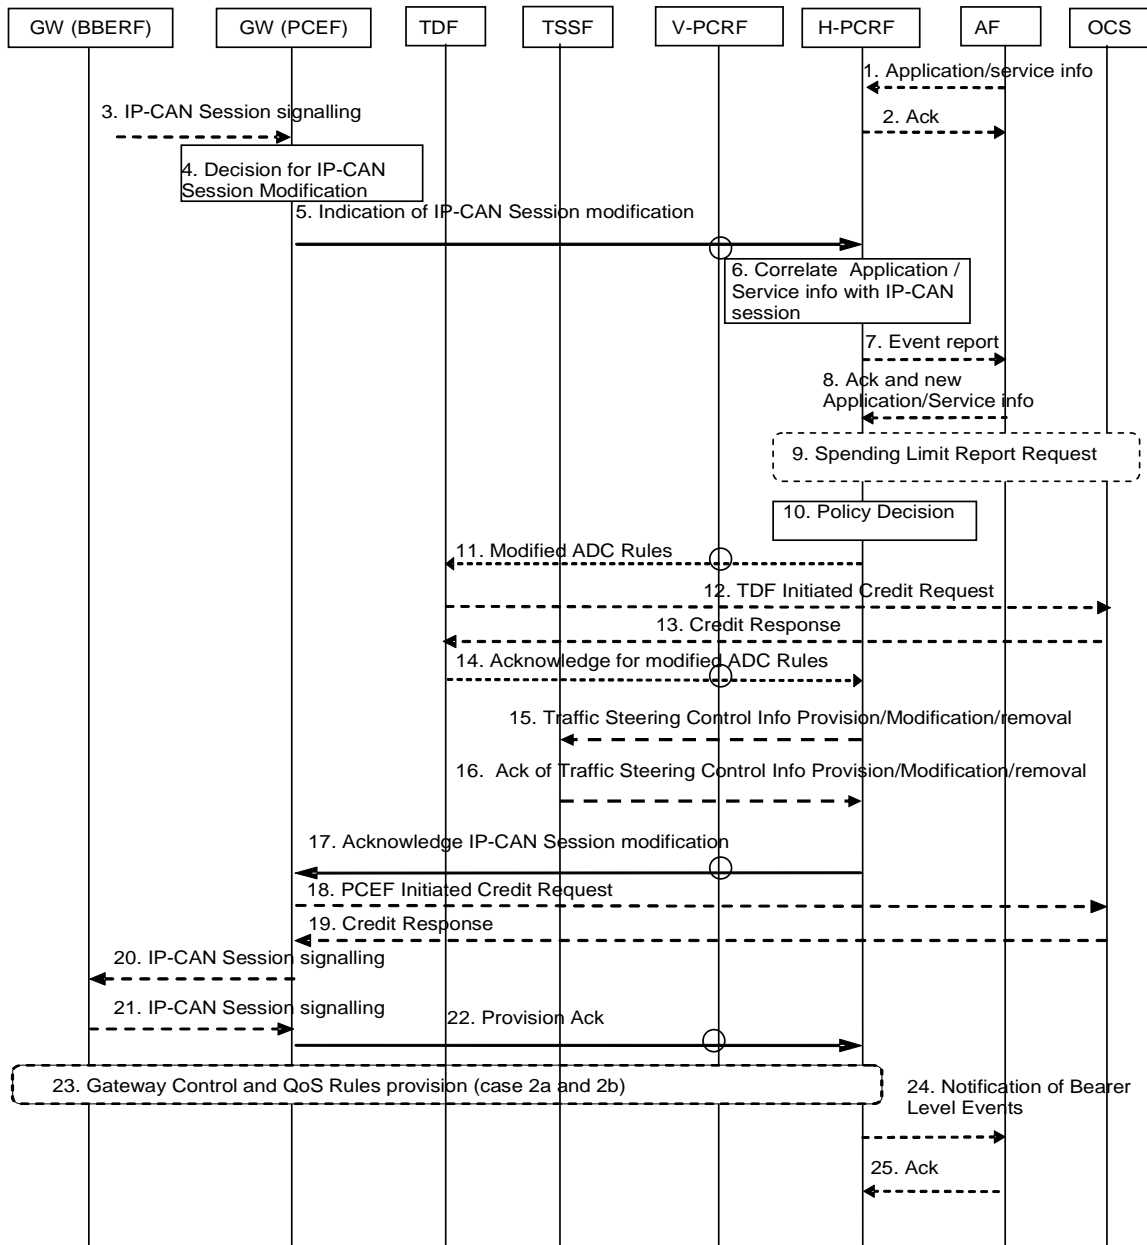 GW (BBERF)
GW (PCEF)
TDF
TSSF
V-PCRF
H-PCRF
AF
OCS
1. Application/service info
2. Ack
3. IP-CAN Session signalling
4. Decision for IP-CAN
Session Modification
5. Indication of IP-CAN Session modification
6. Correlate Application /
Service info with IP-CAN
session
7. Event report
8. Ack and new
Application/Service info
9. Spending Limit Report Request
10. Policy Decision
11. Modified ADC Rules
12. TDF Initiated Credit Request
13. Credit Response
14. Acknowledge for modified ADC Rules
15. Traffic Steering Control Info Provision/Modification/removal
16. Ack of Traffic Steering Control Info Provision/Modification/removal
17. Acknowledge IP-CAN Session modification
18. PCEF Initiated Credit Request
19. Credit Response
20. IP-CAN Session signalling
21. IP-CAN Session signalling
22. Provision Ack
23. Gateway Control and QoS Rules provision (case 2a and 2b)
24. Notification of Bearer
Level Events
25. Ack